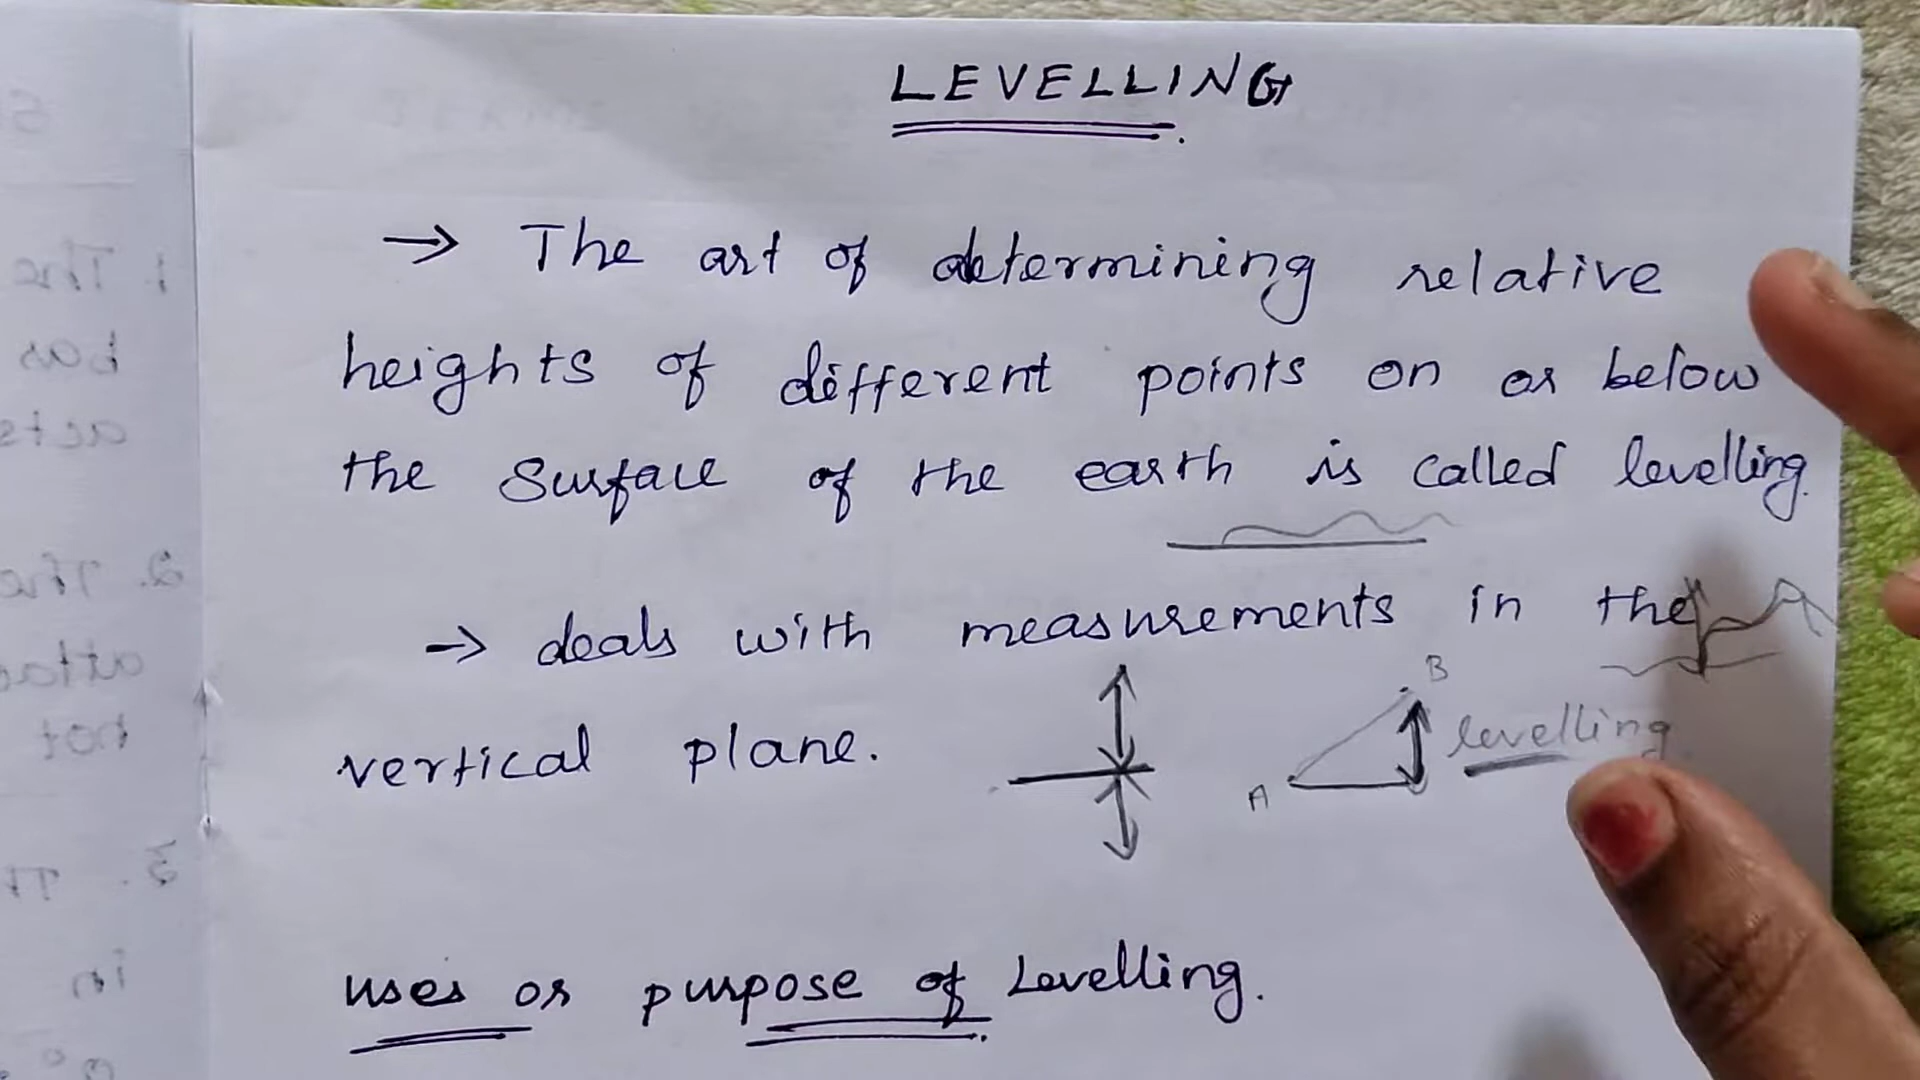 LEVELLING
→ The art of determining relative
heights of different points on or below
the surface of the earth is called levelling.
→ deals with measurements in the
vertical plane.
B
levelling
A
uses or purpose of Levelling.